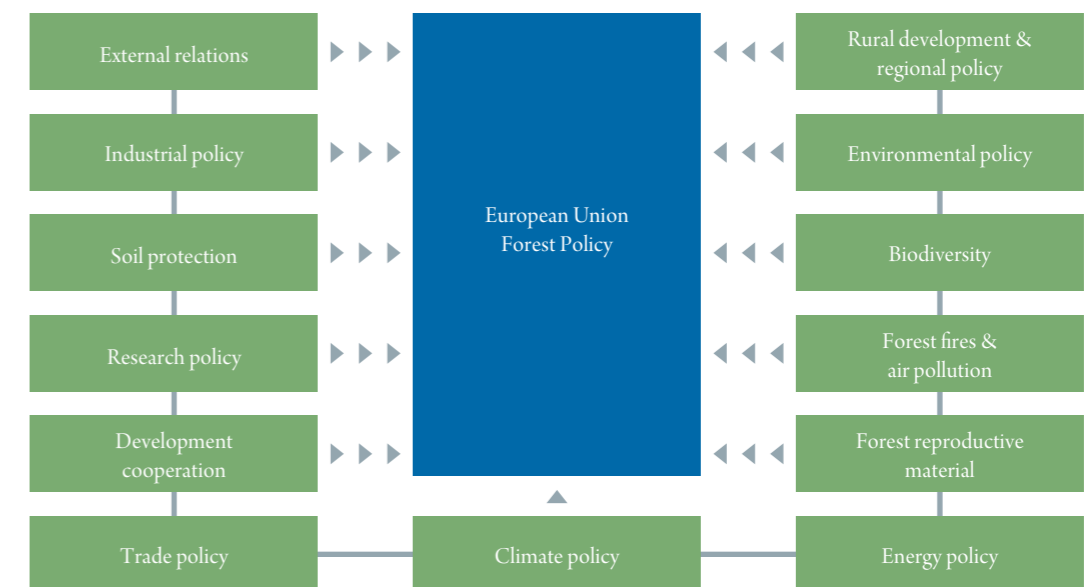 External relations
Rural development &
regional policy
Industrial policy
Environmental policy
European Union
Forest Policy
Soil protection
Biodiversity
Research policy
Forest fires &
air pollution
Development
cooperation
Forest reproductive
material
Trade policy
Climate policy
Energy policy